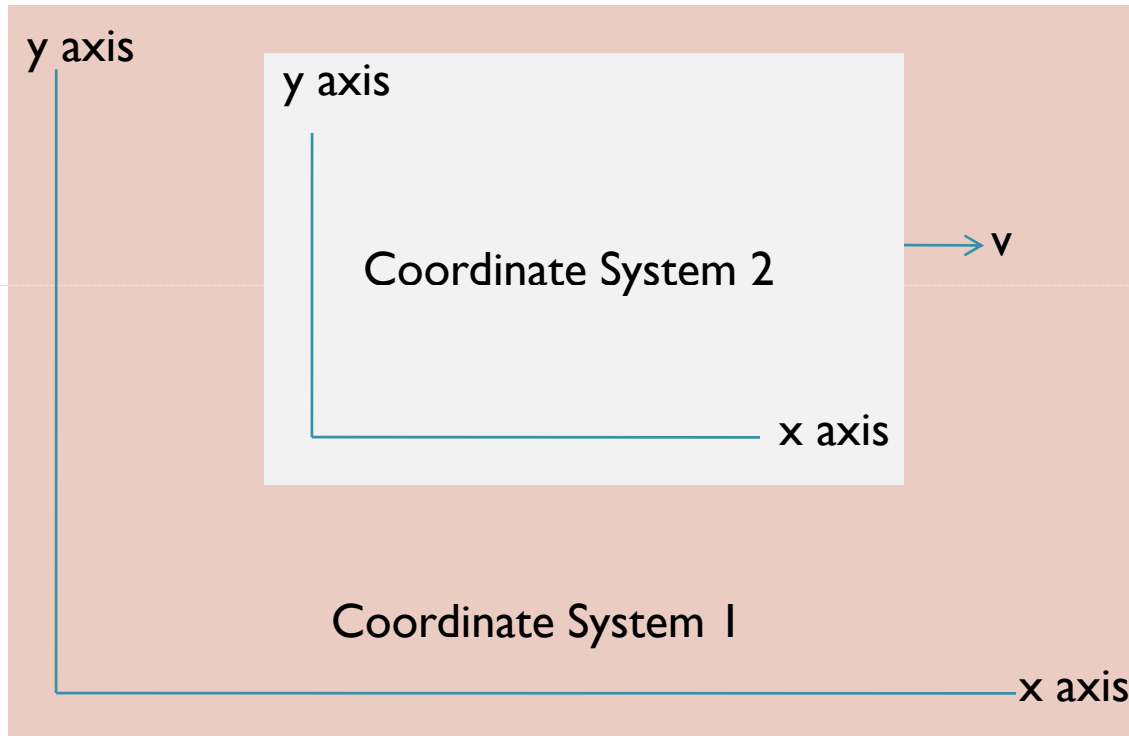 y axis
y axis
v
Coordinate System 2
x axis
Coordinate System 1
x axis